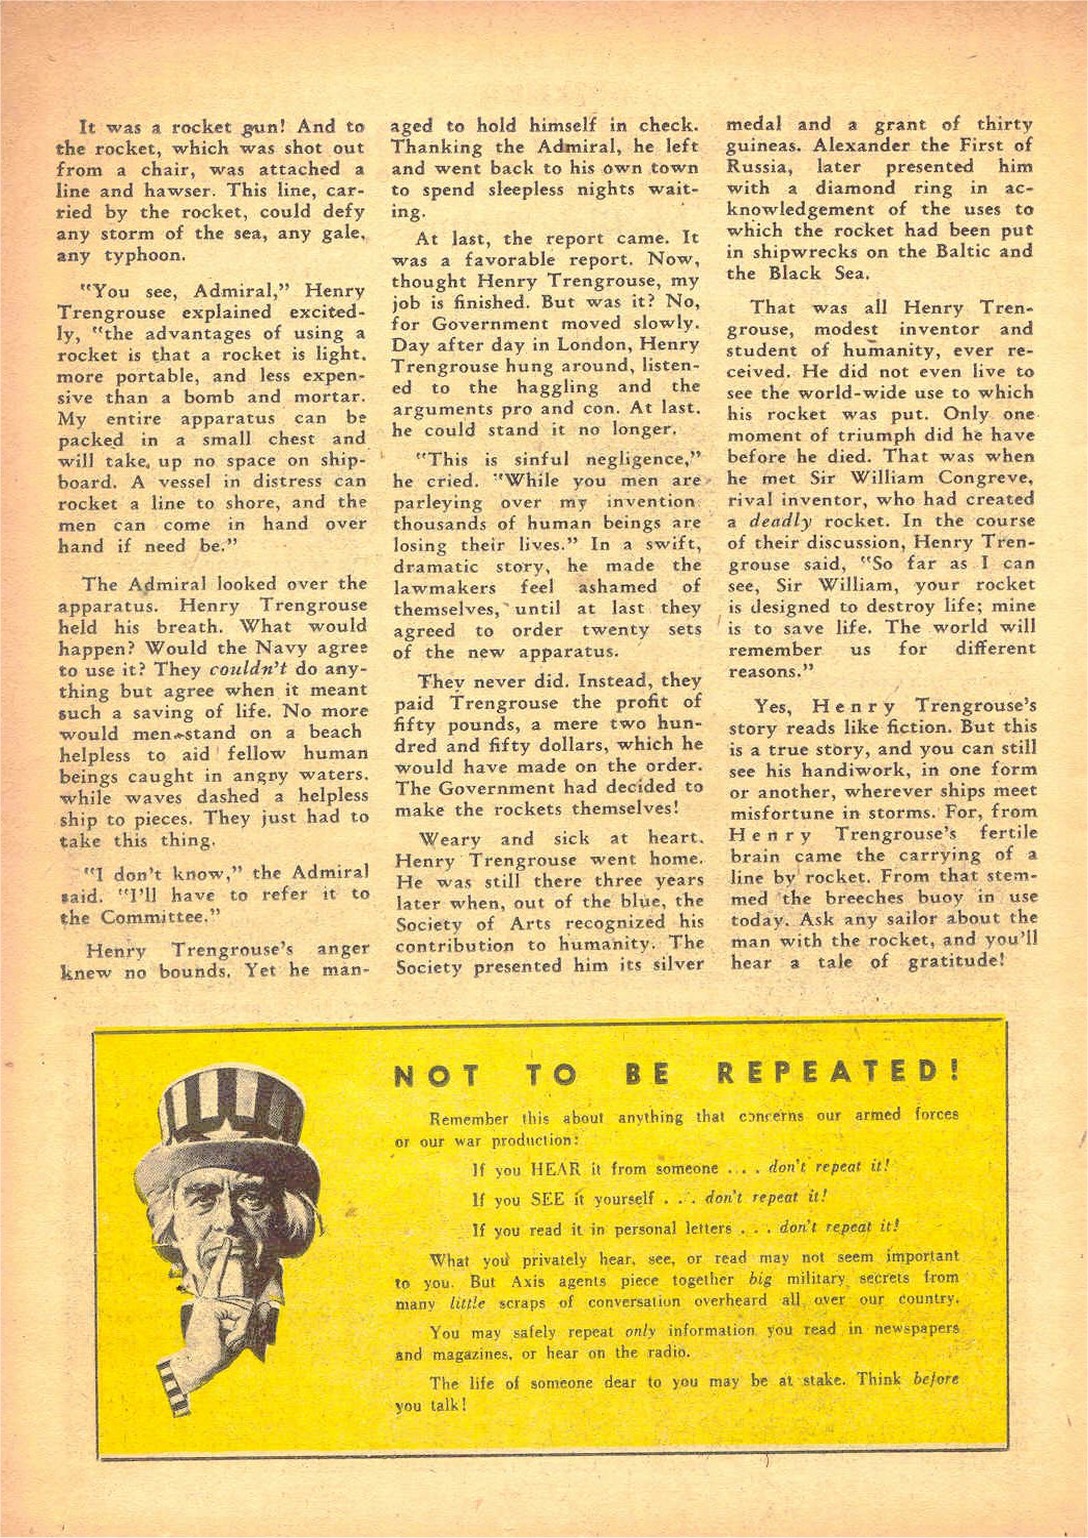 It was a rocket gun! And to
the rocket, which was shot out
from a chair, was attached a
line and hawser. This line, car-
ried by the rocket, could defy
any storm of the sea, any gale,
any typhoon.
"You see, Admiral," Henry
Trengrouse explained excited-
ly, "the advantages of using a
rocket is that a rocket is light,
more portable, and less expen-
sive than a bomb and mortar.
My entire apparatus can be
packed in a small chest and
will take up no space on ship-
board. A vessel in distress can
rocket a line to shore, and the
men can come in hand over
hand if need be."
The Admiral looked over the
apparatus. Henry Trengrouse
held his breath. What would
happen? Would the Navy agree
to use it? They couldn't do any-
thing but agree when it meant
such a saving of life. No more
would men stand on a beach
helpless to aid fellow human
beings caught in angry waters,
while waves dashed a helpless
ship to pieces. They just had to
take this thing.
"I don't know," the Admiral
said. "I'll have to refer it to
the Committee."
Henry Trengrouse's anger
knew no bounds. Yet he man-
aged to hold himself in check.
Thanking the Admiral, he left
and went back to his own town
to spend sleepless nights wait-
ing.
At last, the report came. It
was a favorable report. Now,
thought Henry Trengrouse, my
job is finished. But was it? No,
for Government moved slowly.
Day after day in London, Henry
Trengrouse hung around, listen-
ed to the haggling and the
arguments pro and con. At last,
he could stand it no longer.
"This is sinful negligence,"
he cried. "While you men are
parleying over my invention
thousands of human beings are
losing their lives." In a swift,
dramatic story, he made the
lawmakers feel ashamed of
themselves, until at last they
agreed to order twenty sets
of the new apparatus.
They never did. Instead, they
paid Trengrouse the profit of
fifty pounds, a mere two hun-
dred and fifty dollars, which he
would have made on the order.
The Government had decided to
make the rockets themselves!
Weary and sick at heart,
Henry Trengrouse went home.
He was still there three years
later when, out of the blue, the
Society of Arts recognized his
contribution to humanity. The
Society presented him its silver
medal and a grant of thirty
guineas. Alexander the First of
Russia, later presented him
with a diamond ring in ac-
knowledgement of the uses to
which the rocket had been put
in shipwrecks on the Baltic and
the Black Sea.
That was all Henry Tren-
grouse, modest inventor and
student of humanity, ever re-
ceived. He did not even live to
see the world-wide use to which
his rocket was put. Only one
moment of triumph did he have
before he died. That was when
he met Sir William Congreve,
rival inventor, who had created
a deadly rocket. In the course
of their discussion, Henry Tren-
grouse said, "So far as I can
see, Sir William, your rocket
is designed to destroy life; mine
is to save life. The world will
remember us for different
reasons."
Yes, Henry Trengrouse's
story reads like fiction. But this
is a true story, and you can still
see his handiwork, in one form
or another, wherever ships meet
misfortune in storms. For, from
Henry Trengrouse's fertile
brain came the carrying of a
line by rocket. From that stem-
med the breeches buoy in use
today. Ask any sailor about the
man with the rocket, and you'll
hear a tale of gratitude!
NOT TO BE REPEATED!
Remember this about anything that concerns our armed forces
or our war production:
If you HEAR it from someone . . . don't repeat it!
If you SEE it yourself . . . don't repeat it!
If you read it in personal letters . . . don't repeat it!
What you privately hear, see, or read may not seem important
to you. But Axis agents piece together big military secrets from
many little scraps of conversation overheard all over our country.
You may safely repeat only information you read in newspapers
and magazines, or hear on the radio.
The life of someone dear to you may be at stake. Think before
you talk!